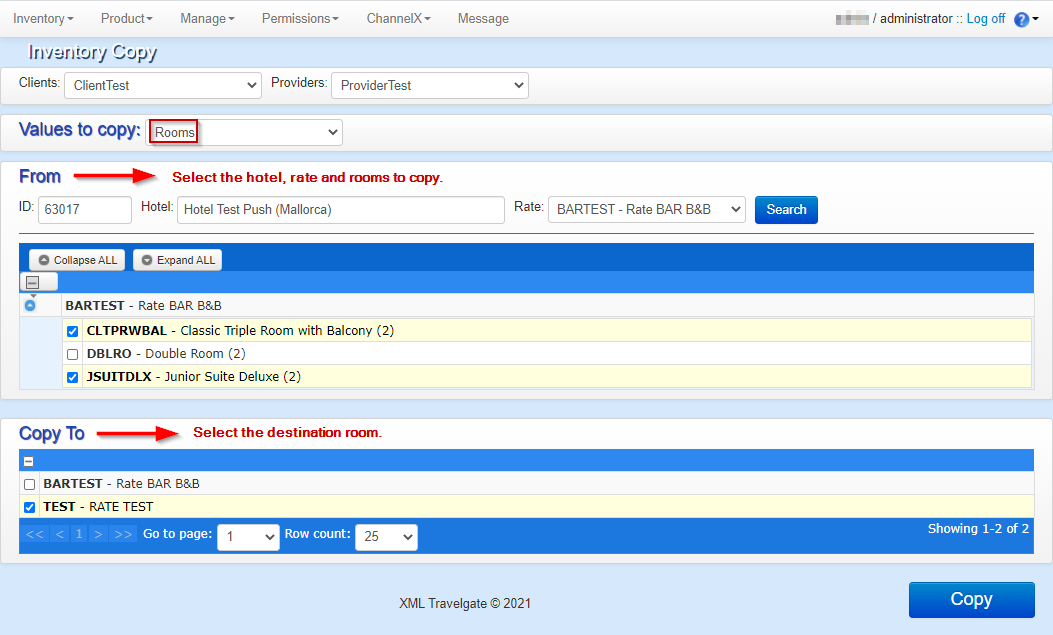 Inventory Product Manage Permissions ChannelX Message / administrator :: Log off ?
Inventory Copy
Clients: ClientTest Providers: ProviderTest
Values to copy: Rooms
From Select the hotel, rate and rooms to copy.
ID: 63017 Hotel: Hotel Test Push (Mallorca) Rate: BARTEST - Rate BAR B&B Search
Collapse ALL Expand ALL
BARTEST - Rate BAR B&B
CLTPRWBAL - Classic Triple Room with Balcony (2)
DBLRO - Double Room (2)
JSUITDLX - Junior Suite Deluxe (2)
Copy To Select the destination room.
BARTEST - Rate BAR B&B
TEST - RATE TEST
<< < 1 > >> Go to page: 1 Row count: 25 Showing 1-2 of 2
XML Travelgate © 2021 Copy